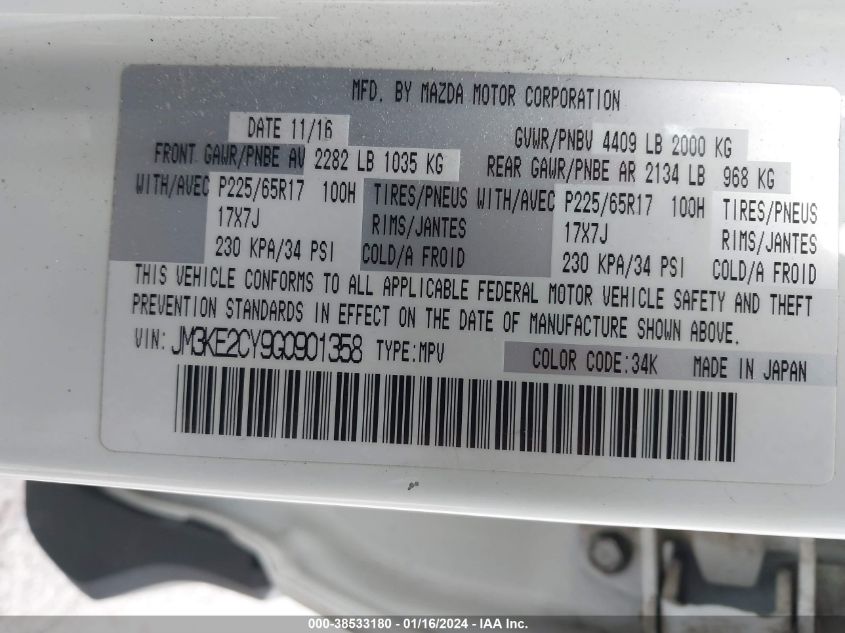 MFD. BY MAZDA MOTOR CORPORATION
DATE 11/16 GVWR/PNBV 4409 LB 2000 KG
FRONT GAWR/PNBE AV 2282 LB 1035 KG REAR GAWR/PNBE AR 2134 LB 968 KG
WITH/AVEC P225/65R17 100H TIRES/PNEUS WITH/AVEC P225/65R17 100H TIRES/PNEUS
17X7J RIMS/JANTES 17X7J RIMS/JANTES
230 KPA/34 PSI COLD/A FROID 230 KPA/34 PSI COLD/A FROID
THIS VEHICLE CONFORMS TO ALL APPLICABLE FEDERAL MOTOR VEHICLE SAFETY AND THEFT
PREVENTION STANDARDS IN EFFECT ON THE DATE OF MANUFACTURE SHOWN ABOVE.
VIN: JM3KE2CY9G0901358 TYPE:MPV COLOR CODE:34K MADE IN JAPAN
000-38533180 - 01/16/2024 - IAA Inc.